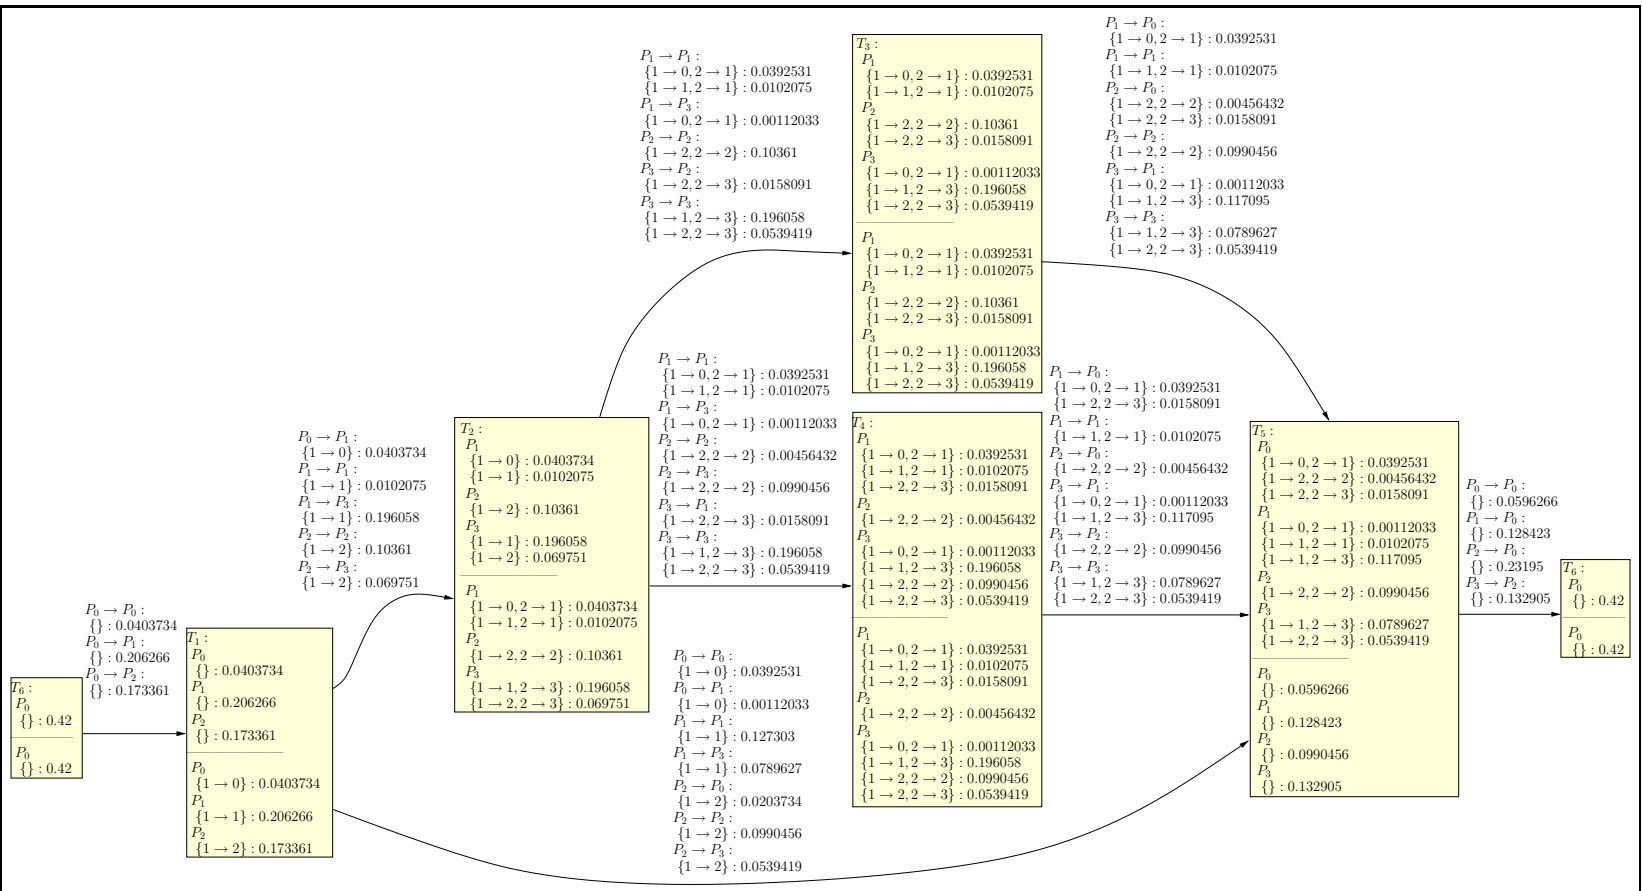 T₆ :
P₀
{} : 0.42
P₀
{} : 0.42
P₀ → P₀ :
{} : 0.0403734
P₀ → P₁ :
{} : 0.206266
P₀ → P₂ :
{} : 0.173361
T₁ :
P₀
{} : 0.0403734
P₁
{} : 0.206266
P₂
{} : 0.173361
P₀
{1 → 0} : 0.0403734
P₁
{1 → 1} : 0.206266
P₂
{1 → 2} : 0.173361
P₀ → P₁ :
{1 → 0} : 0.0403734
P₁ → P₁ :
{1 → 1} : 0.0102075
P₁ → P₃ :
{1 → 1} : 0.196058
P₂ → P₂ :
{1 → 2} : 0.10361
P₂ → P₃ :
{1 → 2} : 0.069751
T₂ :
P₁
{1 → 0} : 0.0403734
{1 → 1} : 0.0102075
P₂
{1 → 2} : 0.10361
P₃
{1 → 1} : 0.196058
{1 → 2} : 0.069751
P₁
{1 → 0, 2 → 1} : 0.0403734
{1 → 1, 2 → 1} : 0.0102075
P₂
{1 → 2, 2 → 2} : 0.10361
P₃
{1 → 1, 2 → 3} : 0.196058
{1 → 2, 2 → 3} : 0.069751
P₁ → P₁ :
{1 → 0, 2 → 1} : 0.0392531
{1 → 1, 2 → 1} : 0.0102075
P₁ → P₃ :
{1 → 0, 2 → 1} : 0.00112033
P₂ → P₂ :
{1 → 2, 2 → 2} : 0.10361
P₃ → P₂ :
{1 → 2, 2 → 3} : 0.0158091
P₃ → P₃ :
{1 → 1, 2 → 3} : 0.196058
{1 → 2, 2 → 3} : 0.0539419
P₁ → P₁ :
{1 → 0, 2 → 1} : 0.0392531
{1 → 1, 2 → 1} : 0.0102075
P₁ → P₃ :
{1 → 0, 2 → 1} : 0.00112033
P₂ → P₂ :
{1 → 2, 2 → 2} : 0.00456432
P₂ → P₃ :
{1 → 2, 2 → 2} : 0.0990456
P₃ → P₁ :
{1 → 2, 2 → 3} : 0.0158091
P₃ → P₃ :
{1 → 1, 2 → 3} : 0.196058
{1 → 2, 2 → 3} : 0.0539419
P₀ → P₀ :
{1 → 0} : 0.0392531
P₀ → P₁ :
{1 → 0} : 0.00112033
P₁ → P₁ :
{1 → 1} : 0.127303
P₁ → P₃ :
{1 → 1} : 0.0789627
P₂ → P₀ :
{1 → 2} : 0.0203734
P₂ → P₂ :
{1 → 2} : 0.0990456
P₂ → P₃ :
{1 → 2} : 0.0539419
T₃ :
P₁
{1 → 0, 2 → 1} : 0.0392531
{1 → 1, 2 → 1} : 0.0102075
P₂
{1 → 2, 2 → 2} : 0.10361
{1 → 2, 2 → 3} : 0.0158091
P₃
{1 → 0, 2 → 1} : 0.00112033
{1 → 1, 2 → 3} : 0.196058
{1 → 2, 2 → 3} : 0.0539419
P₁
{1 → 0, 2 → 1} : 0.0392531
{1 → 1, 2 → 1} : 0.0102075
P₂
{1 → 2, 2 → 2} : 0.10361
{1 → 2, 2 → 3} : 0.0158091
P₃
{1 → 0, 2 → 1} : 0.00112033
{1 → 1, 2 → 3} : 0.196058
{1 → 2, 2 → 3} : 0.0539419
T₄ :
P₁
{1 → 0, 2 → 1} : 0.0392531
{1 → 1, 2 → 1} : 0.0102075
{1 → 2, 2 → 3} : 0.0158091
P₂
{1 → 2, 2 → 2} : 0.00456432
P₃
{1 → 0, 2 → 1} : 0.00112033
{1 → 1, 2 → 3} : 0.196058
{1 → 2, 2 → 2} : 0.0990456
{1 → 2, 2 → 3} : 0.0539419
P₁
{1 → 0, 2 → 1} : 0.0392531
{1 → 1, 2 → 1} : 0.0102075
{1 → 2, 2 → 3} : 0.0158091
P₂
{1 → 2, 2 → 2} : 0.00456432
P₃
{1 → 0, 2 → 1} : 0.00112033
{1 → 1, 2 → 3} : 0.196058
{1 → 2, 2 → 2} : 0.0990456
{1 → 2, 2 → 3} : 0.0539419
P₁ → P₀ :
{1 → 0, 2 → 1} : 0.0392531
P₁ → P₁ :
{1 → 1, 2 → 1} : 0.0102075
P₂ → P₀ :
{1 → 2, 2 → 2} : 0.00456432
{1 → 2, 2 → 3} : 0.0158091
P₂ → P₂ :
{1 → 2, 2 → 2} : 0.0990456
P₃ → P₁ :
{1 → 0, 2 → 1} : 0.00112033
{1 → 1, 2 → 3} : 0.117095
P₃ → P₃ :
{1 → 1, 2 → 3} : 0.0789627
{1 → 2, 2 → 3} : 0.0539419
P₁ → P₀ :
{1 → 0, 2 → 1} : 0.0392531
{1 → 2, 2 → 3} : 0.0158091
P₁ → P₁ :
{1 → 1, 2 → 1} : 0.0102075
P₂ → P₀ :
{1 → 2, 2 → 2} : 0.00456432
P₃ → P₁ :
{1 → 0, 2 → 1} : 0.00112033
{1 → 1, 2 → 3} : 0.117095
P₃ → P₂ :
{1 → 2, 2 → 2} : 0.0990456
P₃ → P₃ :
{1 → 1, 2 → 3} : 0.0789627
{1 → 2, 2 → 3} : 0.0539419
T₅ :
P₀
{1 → 0, 2 → 1} : 0.0392531
{1 → 2, 2 → 2} : 0.00456432
{1 → 2, 2 → 3} : 0.0158091
P₁
{1 → 0, 2 → 1} : 0.00112033
{1 → 1, 2 → 1} : 0.0102075
{1 → 1, 2 → 3} : 0.117095
P₂
{1 → 2, 2 → 2} : 0.0990456
P₃
{1 → 1, 2 → 3} : 0.0789627
{1 → 2, 2 → 3} : 0.0539419
P₀
{} : 0.0596266
P₁
{} : 0.128423
P₂
{} : 0.0990456
P₃
{} : 0.132905
P₀ → P₀ :
{} : 0.0596266
P₁ → P₀ :
{} : 0.128423
P₂ → P₀ :
{} : 0.23195
P₃ → P₂ :
{} : 0.132905
T₆ :
P₀
{} : 0.42
P₀
{} : 0.42